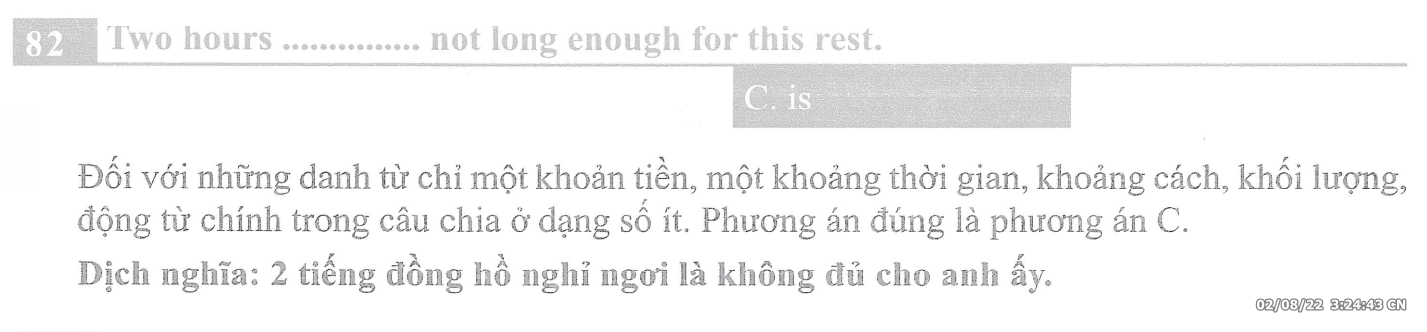 82 Two hours ............... not long enough for this rest.
C. is
Đối với những danh từ chỉ một khoản tiền, một khoảng thời gian, khoảng cách, khối lượng,
động từ chính trong câu chia ở dạng số ít. Phương án đúng là phương án C.
Dịch nghĩa: 2 tiếng đồng hồ nghỉ ngơi là không đủ cho anh ấy.
02/08/22 3:24:43 CN